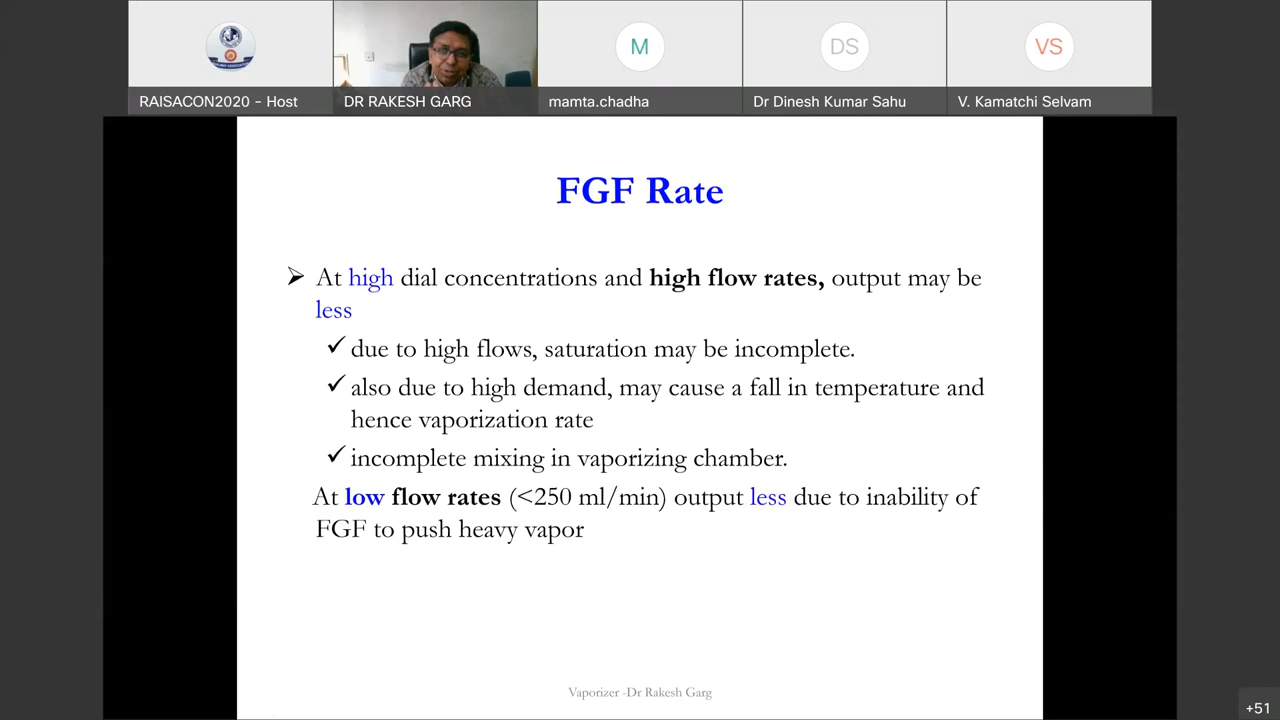 M
DS
VS
RAISACON2020 - Host
DR RAKESH GARG
mamta.chadha
Dr Dinesh Kumar Sahu
V. Kamatchi Selvam
FGF Rate
➢ At high dial concentrations and high flow rates, output may be
less
✓ due to high flows, saturation may be incomplete.
✓ also due to high demand, may cause a fall in temperature and
hence vaporization rate
✓ incomplete mixing in vaporizing chamber.
At low flow rates (<250 ml/min) output less due to inability of
FGF to push heavy vapor
Vaporizer -Dr Rakesh Garg
+51